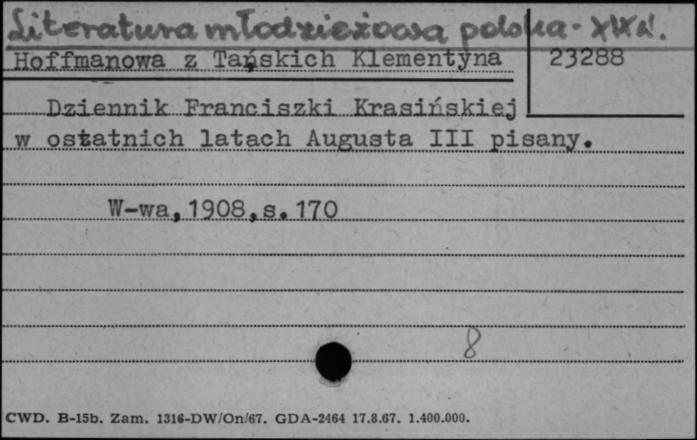 Literatura młodzieżowa polska - XIX w.
Hoffmanowa z Tańskich Klementyna
23288
Dziennik Franciszki Krasińskiej
w ostatnich latach Augusta III pisany.
W-wa, 1908, s. 170
8
CWD. B-15b. Zam. 1316-DW/On/67. GDA-2464 17.8.67. 1.400.000.